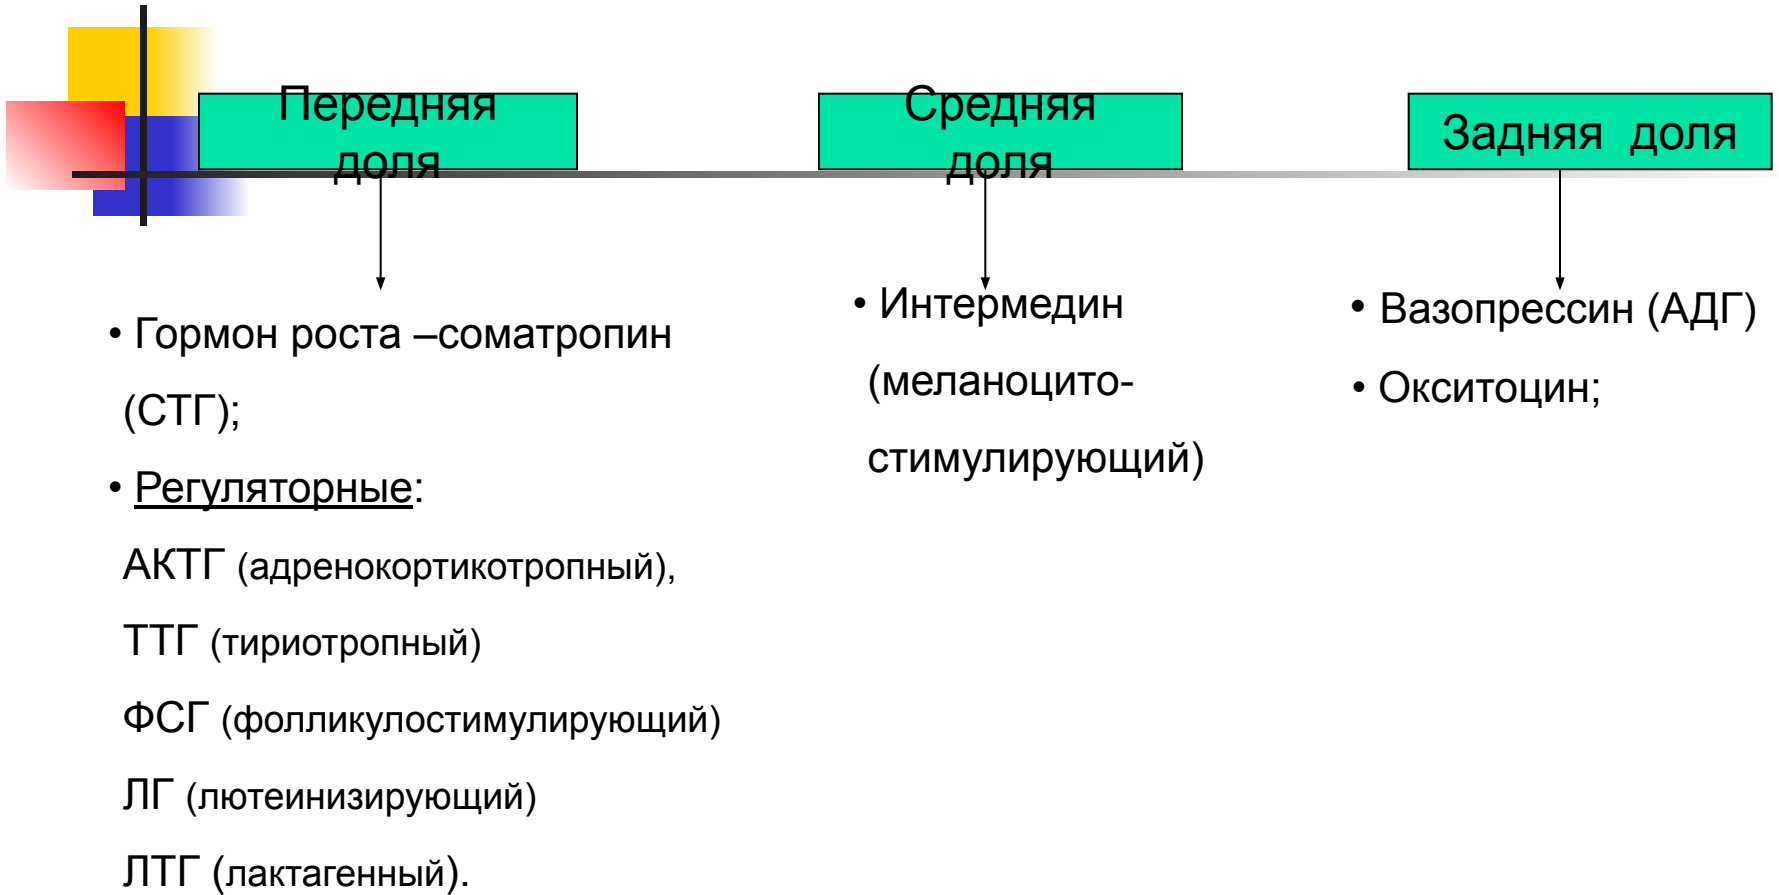 Передняя
доля
Средняя
доля
Задняя доля
• Гормон роста –соматропин
(СТГ);
• Регуляторные:
АКТГ (адренокортикотропный),
ТТГ (тириотропный)
ФСГ (фолликулостимулирующий)
ЛГ (лютеинизирующий)
ЛТГ (лактагенный).
• Интермедин
(меланоцито-
стимулирующий)
• Вазопрессин (АДГ)
• Окситоцин;